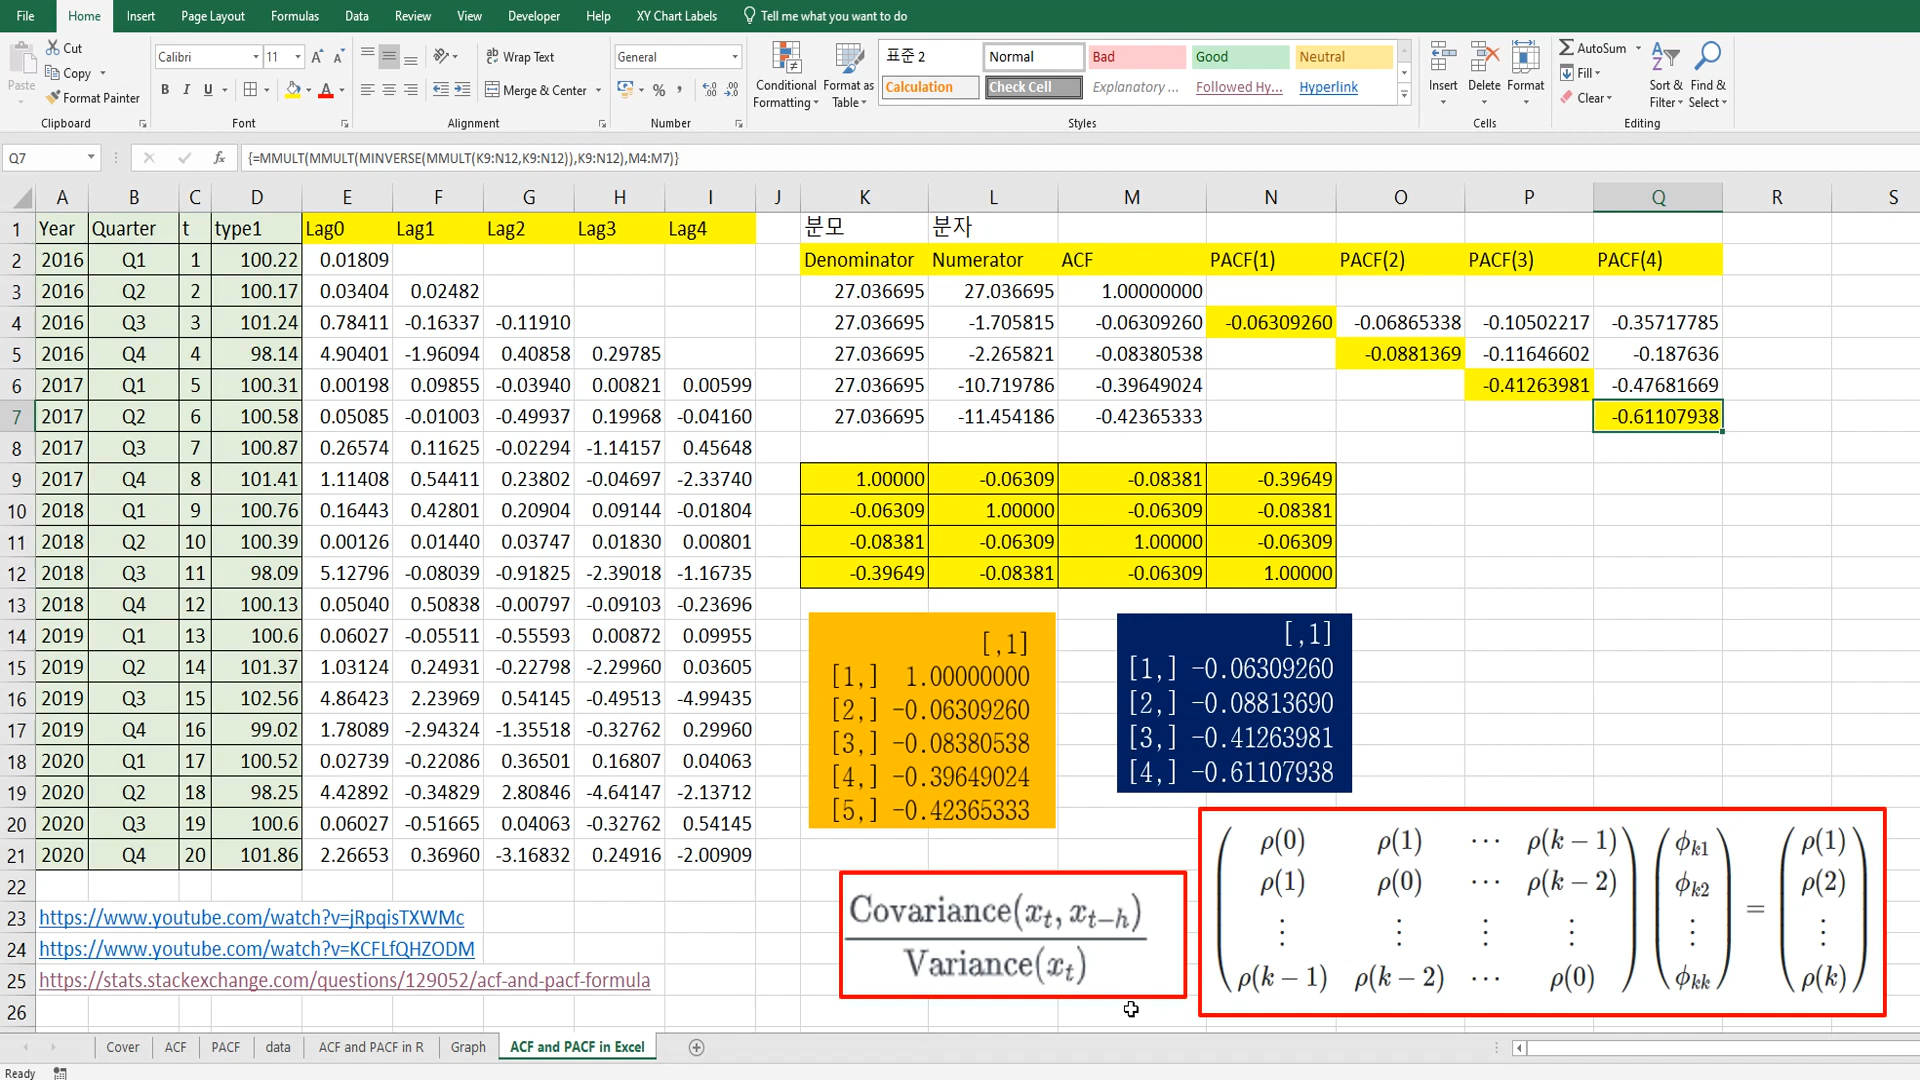 File Home Insert Page Layout Formulas Data Review View Developer Help XY Chart Labels Tell me what you want to do
Paste Cut Copy Format Painter Clipboard
Calibri 11 B I U Font
Wrap Text Merge & Center Alignment
General % , Number
Conditional Formatting Format as Table 표준 2 Normal Bad Good Neutral
Calculation Check Cell Explanatory ... Followed Hy... Hyperlink Styles
Insert Delete Format Cells
AutoSum Fill Clear Sort & Filter Find & Select Editing
Q7 fx {=MMULT(MMULT(MINVERSE(MMULT(K9:N12,K9:N12)),K9:N12),M4:M7)}
A B C D E F G H I J K L M N O P Q R S
1 Year Quarter t type1 Lag0 Lag1 Lag2 Lag3 Lag4 분모 분자
2 2016 Q1 1 100.22 0.01809 Denominator Numerator ACF PACF(1) PACF(2) PACF(3) PACF(4)
3 2016 Q2 2 100.17 0.03404 0.02482 27.036695 27.036695 1.00000000
4 2016 Q3 3 101.24 0.78411 -0.16337 -0.11910 27.036695 -1.705815 -0.06309260 -0.06309260 -0.06865338 -0.10502217 -0.35717785
5 2016 Q4 4 98.14 4.90401 -1.96094 0.40858 0.29785 27.036695 -2.265821 -0.08380538 -0.0881369 -0.11646602 -0.187636
6 2017 Q1 5 100.31 0.00198 0.09855 -0.03940 0.00821 0.00599 27.036695 -10.719786 -0.39649024 -0.41263981 -0.47681669
7 2017 Q2 6 100.58 0.05085 -0.01003 -0.49937 0.19968 -0.04160 27.036695 -11.454186 -0.42365333 -0.61107938
8 2017 Q3 7 100.87 0.26574 0.11625 -0.02294 -1.14157 0.45648
9 2017 Q4 8 101.41 1.11408 0.54411 0.23802 -0.04697 -2.33740 1.00000 -0.06309 -0.08381 -0.39649
10 2018 Q1 9 100.76 0.16443 0.42801 0.20904 0.09144 -0.01804 -0.06309 1.00000 -0.06309 -0.08381
11 2018 Q2 10 100.39 0.00126 0.01440 0.03747 0.01830 0.00801 -0.08381 -0.06309 1.00000 -0.06309
12 2018 Q3 11 98.09 5.12796 -0.08039 -0.91825 -2.39018 -1.16735 -0.39649 -0.08381 -0.06309 1.00000
13 2018 Q4 12 100.13 0.05040 0.50838 -0.00797 -0.09103 -0.23696
14 2019 Q1 13 100.6 0.06027 -0.05511 -0.55593 0.00872 0.09955
15 2019 Q2 14 101.37 1.03124 0.24931 -0.22798 -2.29960 0.03605
16 2019 Q3 15 102.56 4.86423 2.23969 0.54145 -0.49513 -4.99435
17 2019 Q4 16 99.02 1.78089 -2.94324 -1.35518 -0.32762 0.29960
18 2020 Q1 17 100.52 0.02739 -0.22086 0.36501 0.16807 0.04063
19 2020 Q2 18 98.25 4.42892 -0.34829 2.80846 -4.64147 -2.13712
20 2020 Q3 19 100.6 0.06027 -0.51665 0.04063 -0.32762 0.54145
21 2020 Q4 20 101.86 2.26653 0.36960 -3.16832 0.24916 -2.00909
22
23 https://www.youtube.com/watch?v=jRpqisTXWMc
24 https://www.youtube.com/watch?v=KCFLfQHZODM
25 https://stats.stackexchange.com/questions/129052/acf-and-pacf-formula
26
[,1]
[1,] 1.00000000
[2,] -0.06309260
[3,] -0.08380538
[4,] -0.39649024
[5,] -0.42365333
[,1]
[1,] -0.06309260
[2,] -0.08813690
[3,] -0.41263981
[4,] -0.61107938
Covariance(xₜ, xₜ₋ₕ)
Variance(xₜ)
ρ(0) ρ(1) ⋯ ρ(k − 1) ϕk1 ρ(1)
ρ(1) ρ(0) ⋯ ρ(k − 2) ϕk2 = ρ(2)
⋮ ⋮ ⋮ ⋮ ⋮ ⋮
ρ(k − 1) ρ(k − 2) ⋯ ρ(0) ϕkk ρ(k)
Cover ACF PACF data ACF and PACF in R Graph ACF and PACF in Excel
Ready